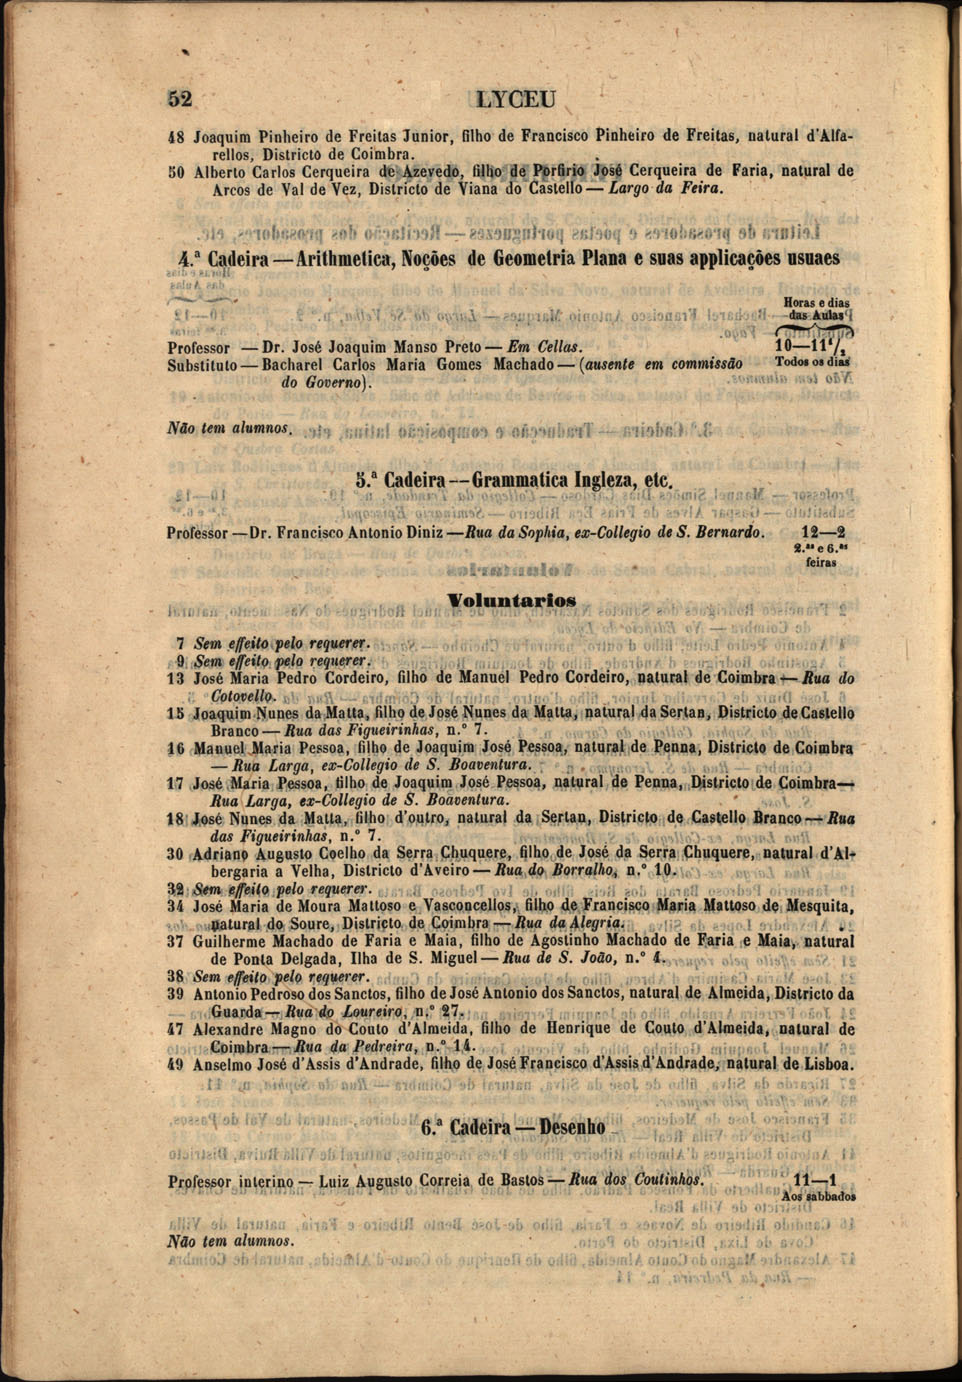 52
LYCEU
48 Joaquim Pinheiro de Freitas Junior, filho de Francisco Pinheiro de Freitas, natural d'Alfa-
rellos, Districto de Coimbra.
50 Alberto Carlos Cerqueira de Azevedo, filho de Porfirio José Cerqueira de Faria, natural de
Arcos de Val de Vez, Districto de Vianna do Castello — Largo da Feira.
4.ª Cadeira — Arithmetica, Noções de Geometria Plana e suas applicações usuaes
Horas e dias
das Aulas
Professor — Dr. José Joaquim Manso Preto — Em Cellas.
10—11 1/2
Substituto — Bacharel Carlos Maria Gomes Machado — (ausente em commissão
Todos os dias
do Governo).
Não tem alumnos.
5.ª Cadeira — Grammatica Ingleza, etc.
Professor — Dr. Francisco Antonio Diniz — Rua da Sophia, ex-Collegio de S. Bernardo.
12—2
2.as e 6.as
feiras
Voluntarios
7 Sem effeito pelo requerer.
9 Sem effeito pelo requerer.
13 José Maria Pedro Cordeiro, filho de Manuel Pedro Cordeiro, natural de Coimbra — Rua do
Cotovello.
15 Joaquim Nunes da Matta, filho de José Nunes da Matta, natural da Sertan, Districto de Castello
Branco — Rua das Figueirinhas, n.º 7.
16 Manuel Maria Pessoa, filho de Joaquim José Pessoa, natural de Penna, Districto de Coimbra
— Rua Larga, ex-Collegio de S. Boaventura.
17 José Maria Pessoa, filho de Joaquim José Pessoa, natural de Penna, Districto de Coimbra —
Rua Larga, ex-Collegio de S. Boaventura.
18 José Nunes da Matta, filho d'outro, natural da Sertan, Districto de Castello Branco — Rua
das Figueirinhas, n.º 7.
30 Adriano Augusto Coelho da Serra Chuquere, filho de José da Serra Chuquere, natural d'Al-
bergaria a Velha, Districto d'Aveiro — Rua do Borralho, n.º 10.
32 Sem effeito pelo requerer.
34 José Maria de Moura Mattoso e Vasconcellos, filho de Francisco Maria Mattoso de Mesquita,
natural do Soure, Districto de Coimbra — Rua da Alegria.
37 Guilherme Machado de Faria e Maia, filho de Agostinho Machado de Faria e Maia, natural
de Ponta Delgada, Ilha de S. Miguel — Rua de S. João, n.º 4.
38 Sem effeito pelo requerer.
39 Antonio Pedroso dos Sanctos, filho de José Antonio dos Sanctos, natural de Almeida, Districto da
Guarda — Rua do Loureiro, n.º 27.
47 Alexandre Magno do Couto d'Almeida, filho de Henrique de Couto d'Almeida, natural de
Coimbra — Rua da Pedreira, n.º 14.
49 Anselmo José d'Assis d'Andrade, filho de José Francisco d'Assis d'Andrade, natural de Lisboa.
6.ª Cadeira — Desenho
Professor interino — Luiz Augusto Correia de Bastos — Rua dos Coutinhos.
11—1
Aos sabbados
Não tem alumnos.